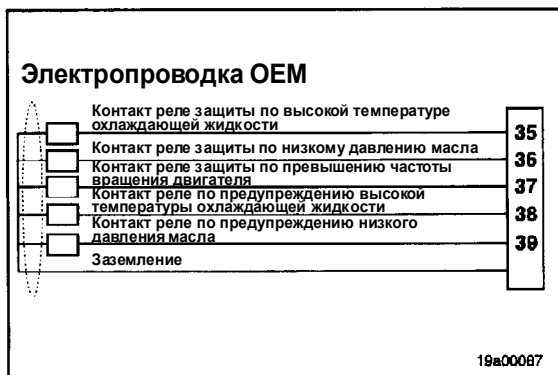 Электропроводка OEM
Контакт реле защиты по высокой температуре
охлаждающей жидкости
35
Контакт реле защиты по низкому давлению масла
36
Контакт реле защиты по превышению частоты
вращения двигателя
37
Контакт реле по предупреждению высокой
температуры охлаждающей жидкости
38
Контакт реле по предупреждению низкого
давления масла
39
Заземление
19a00087